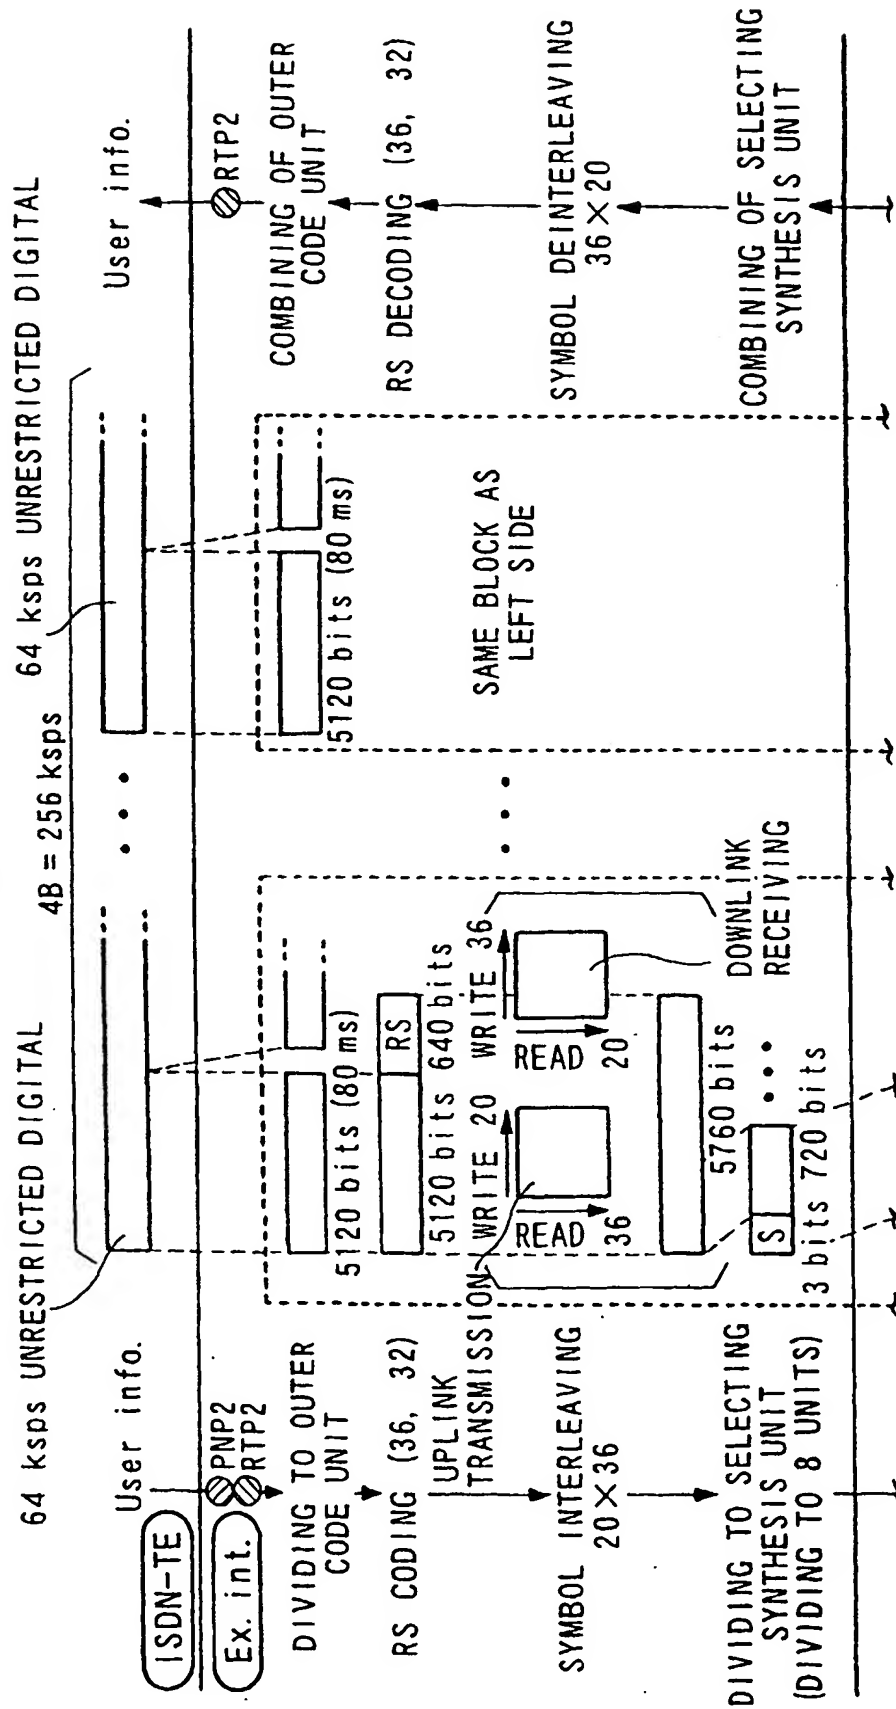 64 ksps UNRESTRICTED DIGITAL
4B = 256 ksps
64 ksps UNRESTRICTED DIGITAL
ISDN-TE
User info.
• • •
User info.
Ex. int.
PNP2
RTP2
RTP2
DIVIDING TO OUTER
CODE UNIT
5120 bits (80 ms)
5120 bits (80 ms)
COMBINING OF OUTER
CODE UNIT
RS CODING (36, 32)
RS
5120 bits
640 bits
RS DECODING (36, 32)
UPLINK
TRANSMISSION
WRITE 20
READ
36
WRITE 36
READ
20
SAME BLOCK AS
LEFT SIDE
• • •
SYMBOL INTERLEAVING
20×36
SYMBOL DEINTERLEAVING
36×20
5760 bits
DOWNLINK
RECEIVING
DIVIDING TO SELECTING
SYNTHESIS UNIT
(DIVIDING TO 8 UNITS)
S
• • •
3 bits
720 bits
COMBINING OF SELECTING
SYNTHESIS UNIT